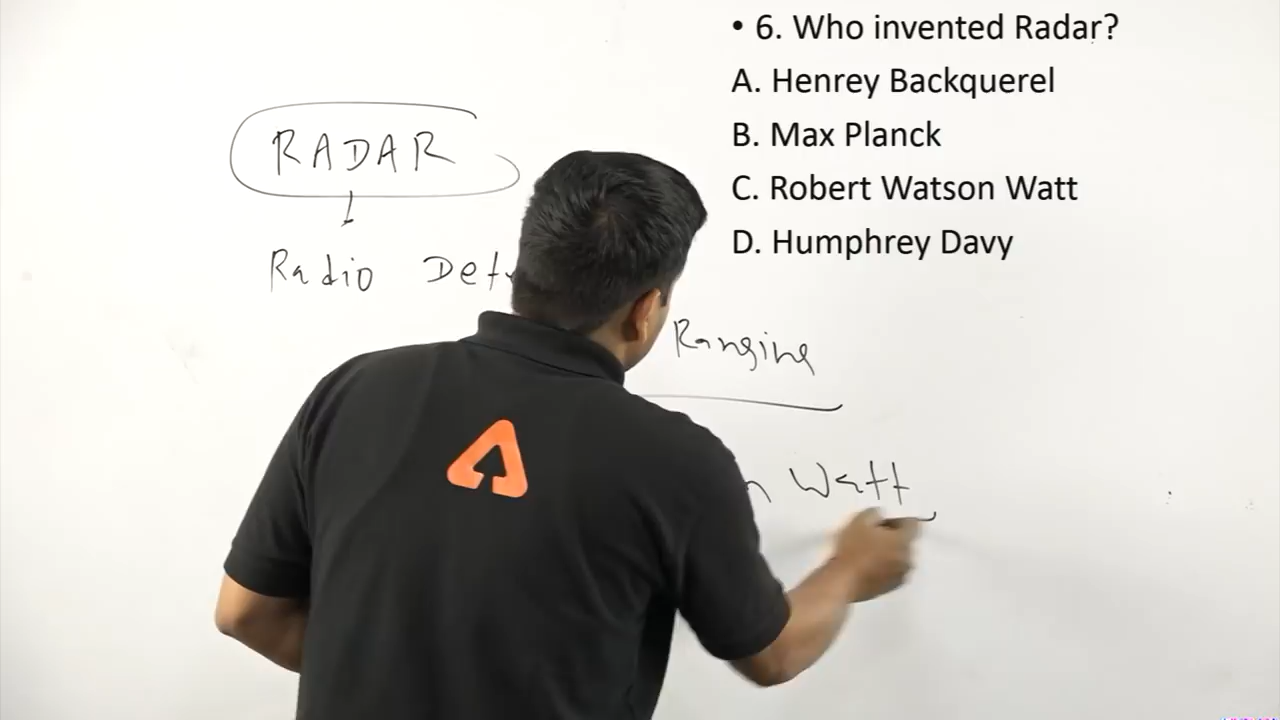 • 6. Who invented Radar?
A. Henrey Backquerel
B. Max Planck
C. Robert Watson Watt
D. Humphrey Davy
RADAR
Radio Det
Ranging
n Watt